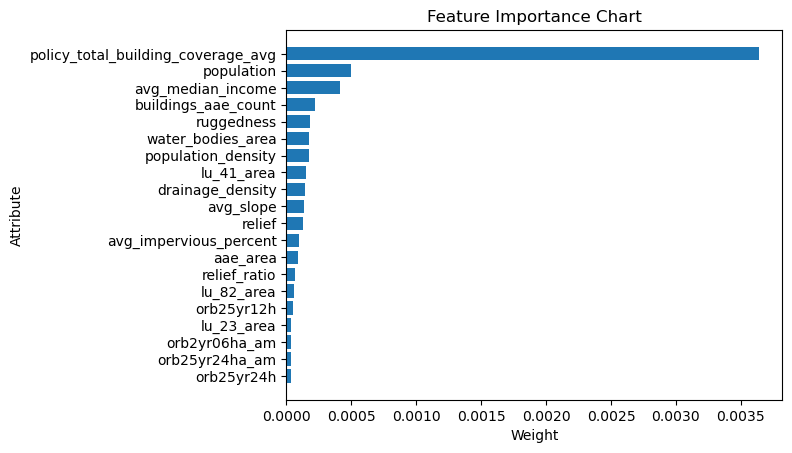 Feature Importance Chart
Attribute
policy_total_building_coverage_avg
population
avg_median_income
buildings_aae_count
ruggedness
water_bodies_area
population_density
lu_41_area
drainage_density
avg_slope
relief
avg_impervious_percent
aae_area
relief_ratio
lu_82_area
orb25yr12h
lu_23_area
orb2yr06ha_am
orb25yr24ha_am
orb25yr24h
0.0000 0.0005 0.0010 0.0015 0.0020 0.0025 0.0030 0.0035
Weight